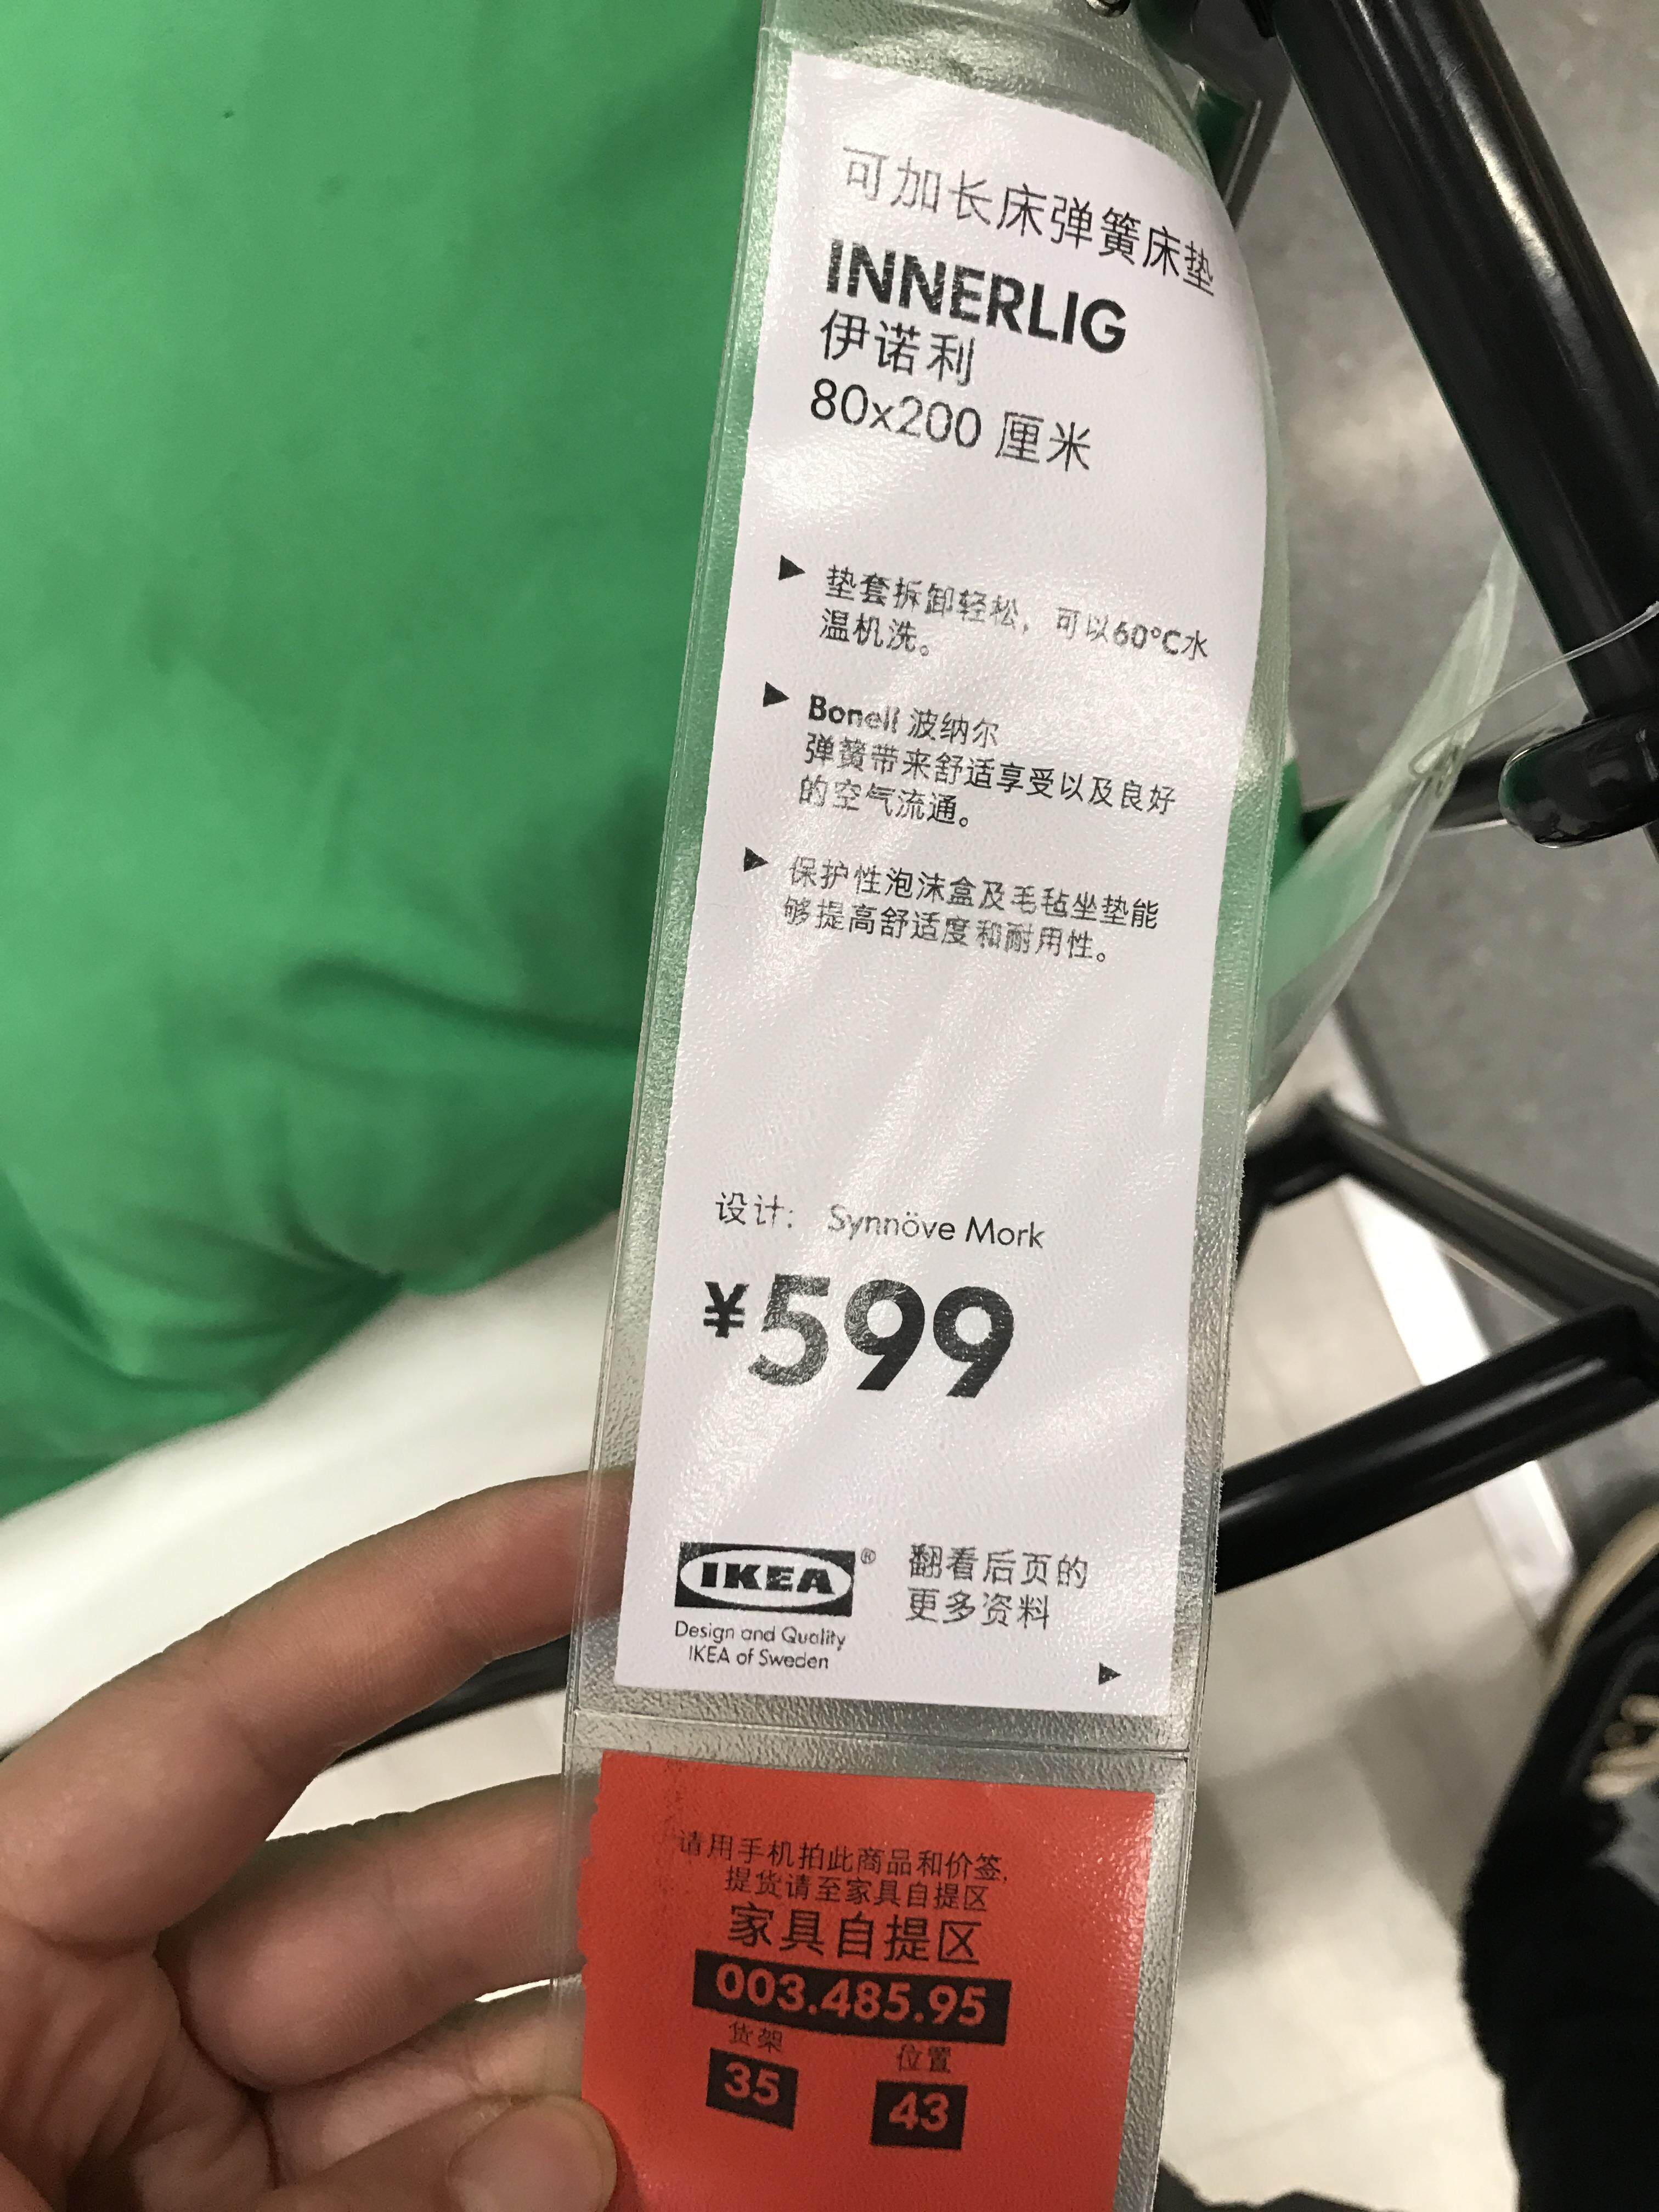 可加长床弹簧床垫
INNERLIG
伊诺利
80x200 厘米
▶ 垫套拆卸轻松，可以60°C水
温机洗。
▶ Bonell 波纳尔
弹簧带来舒适享受以及良好
的空气流通。
▶ 保护性泡沫盒及毛毡坐垫能
够提高舒适度和耐用性。
设计： Synnöve Mork
¥599
IKEA®
Design and Quality
IKEA of Sweden
翻看后页的
更多资料
▶
请用手机拍此商品和价签,
提货请至家具自提区
家具自提区
003.485.95
货架 位置
35 43